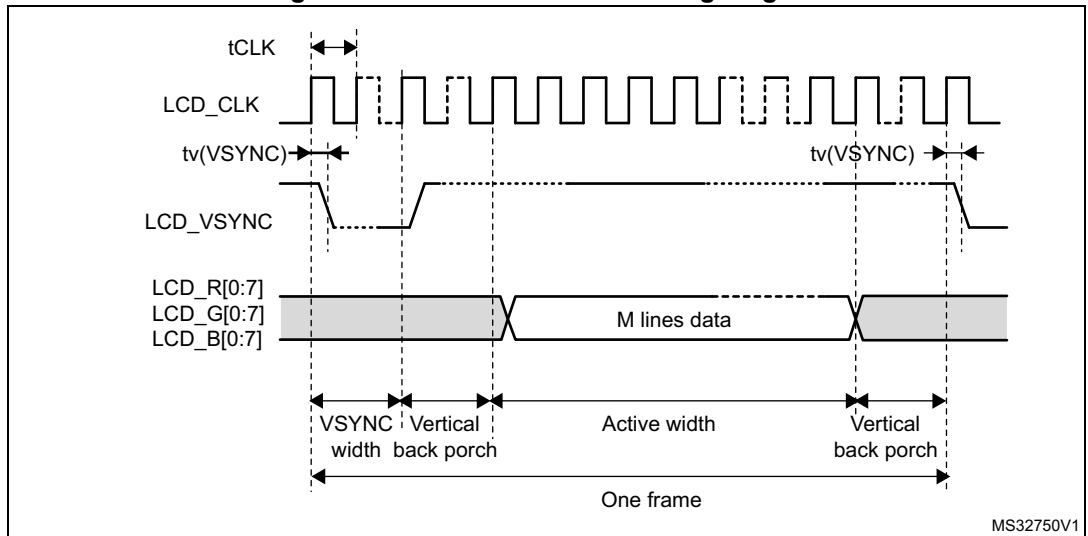 tCLK
LCD_CLK
tv(VSYNC)
tv(VSYNC)
LCD_VSYNC
LCD_R[0:7]
LCD_G[0:7]
LCD_B[0:7]
M lines data
VSYNC width
Vertical back porch
Active width
Vertical back porch
One frame
MS32750V1